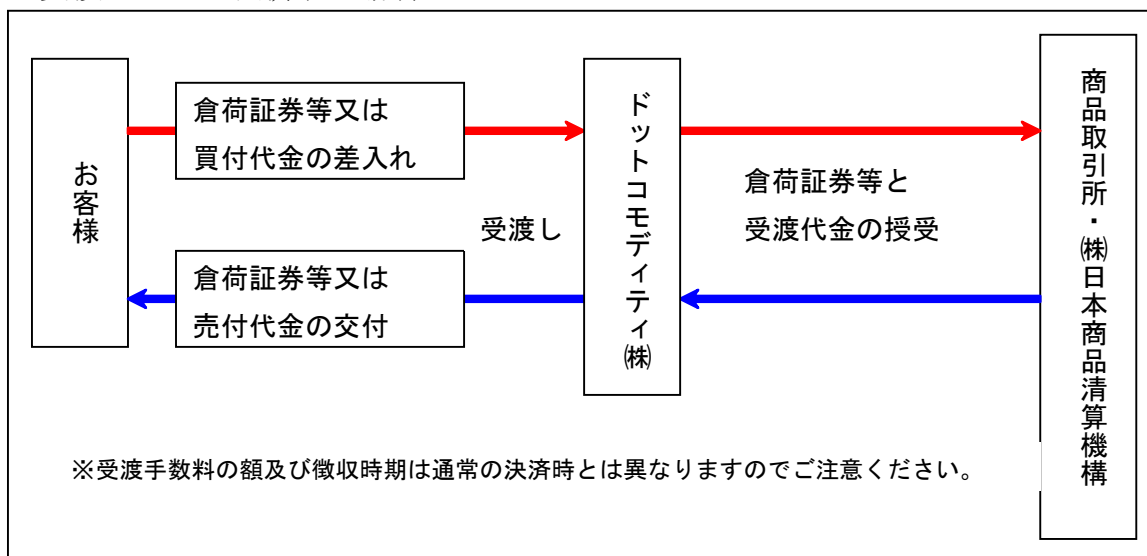 お客様
倉荷証券等又は
買付代金の差入れ
受渡し
倉荷証券等又は
売付代金の交付
ドットコモディティ㈱
倉荷証券等と
受渡代金の授受
商品取引所・㈱日本商品清算機構
※受渡手数料の額及び徴収時期は通常の決済時とは異なりますのでご注意ください。